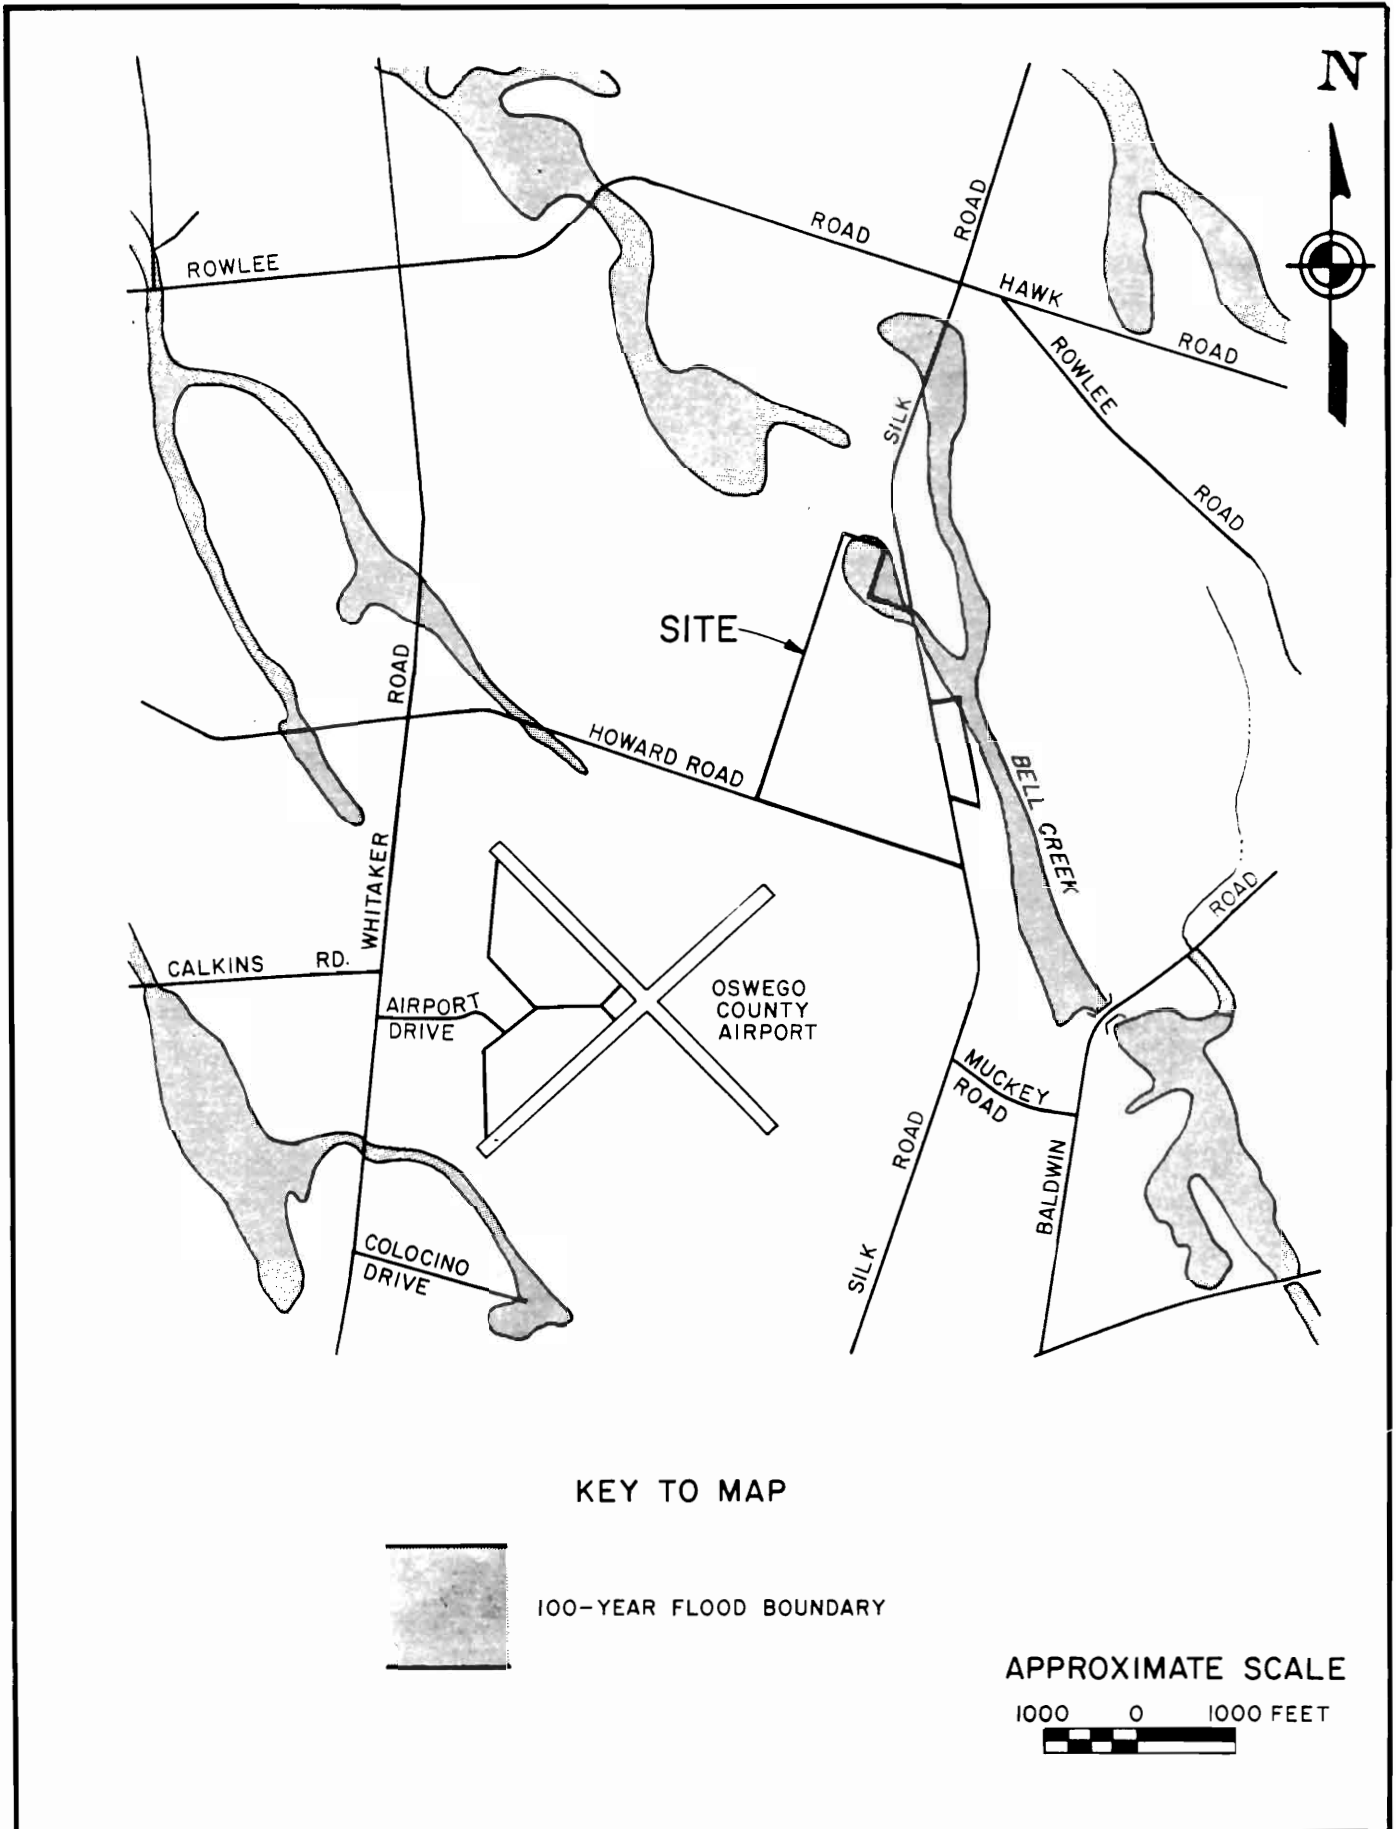 N
ROAD
ROAD
ROWLEE
HAWK
ROAD
ROWLEE
SILK
ROAD
SITE
ROAD
HOWARD ROAD
BELL CREEK
WHITAKER
ROAD
CALKINS RD.
OSWEGO
COUNTY
AIRPORT
AIRPORT
DRIVE
MUCKEY
ROAD
ROAD
BALDWIN
COLOCINO
DRIVE
SILK
KEY TO MAP
100-YEAR FLOOD BOUNDARY
APPROXIMATE SCALE
1000 0 1000 FEET